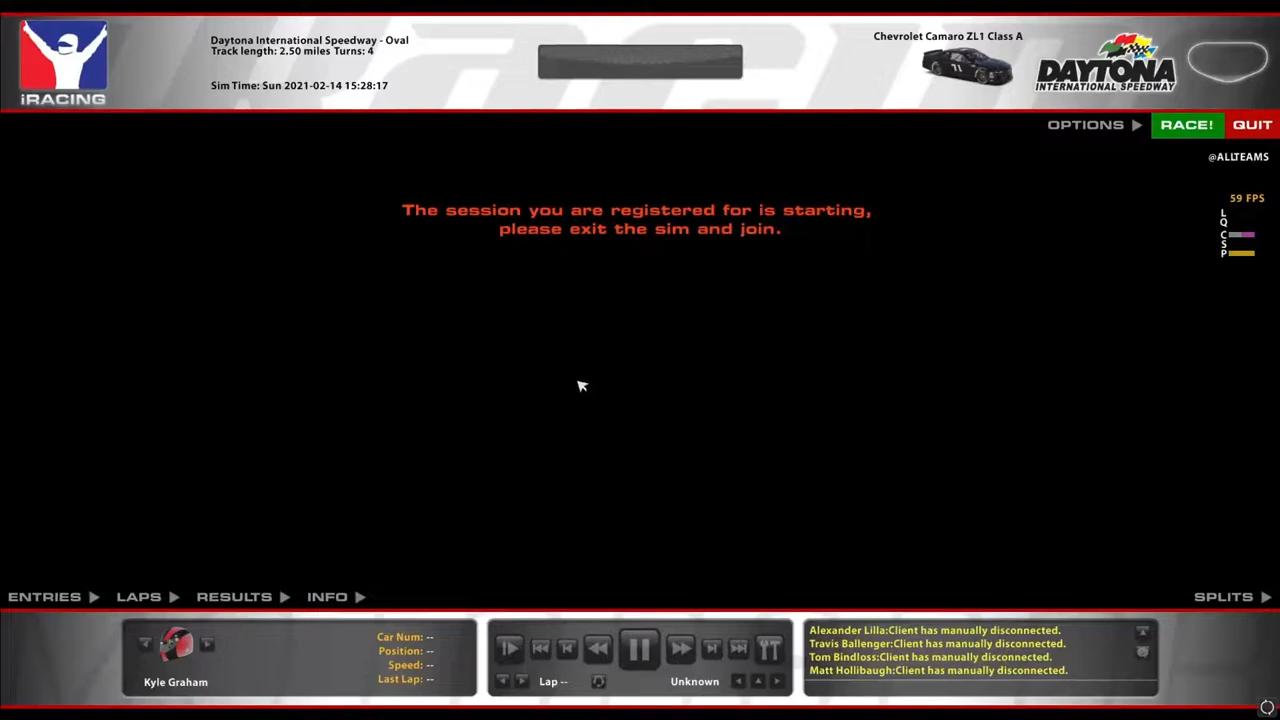 iRACING
Daytona International Speedway - Oval
Track length: 2.50 miles Turns: 4
Sim Time: Sun 2021-02-14 15:28:17
Chevrolet Camaro ZL1 Class A
11
DAYTONA
INTERNATIONAL SPEEDWAY
OPTIONS
RACE!
QUIT
@ALLTEAMS
59 FPS
L
Q
C
S
P
The session you are registered for is starting,
please exit the sim and join.
ENTRIES
LAPS
RESULTS
INFO
SPLITS
Kyle Graham
Car Num: --
Position: --
Speed: --
Last Lap: --
Lap --
Unknown
Alexander Lilla:Client has manually disconnected.
Travis Ballenger:Client has manually disconnected.
Tom Bindloss:Client has manually disconnected.
Matt Hollibaugh:Client has manually disconnected.